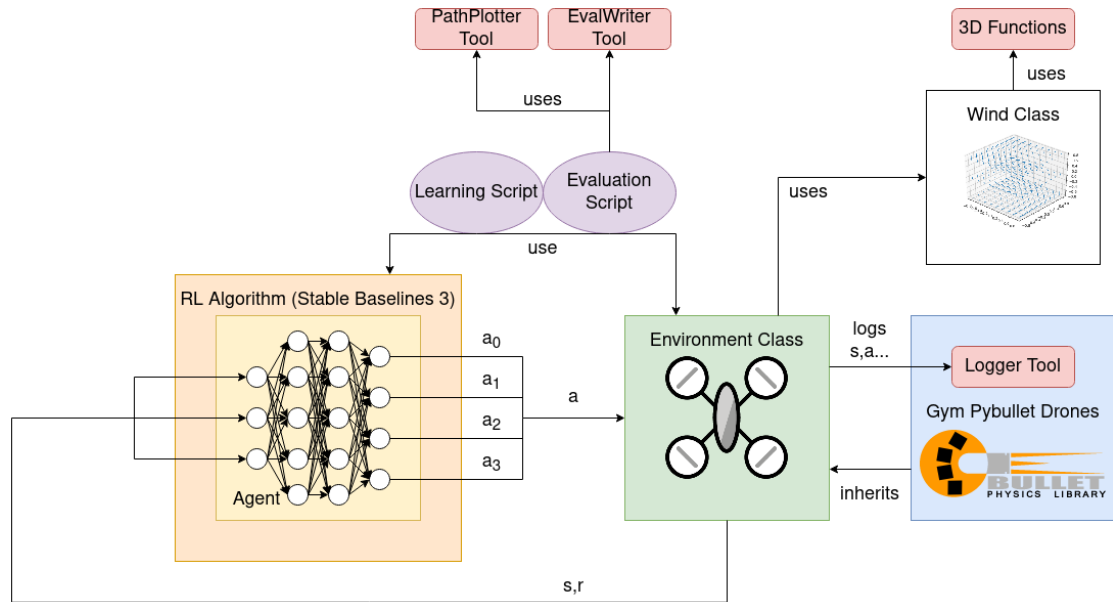 PathPlotter
Tool
EvalWriter
Tool
3D Functions
uses
uses
Wind Class
Learning Script
Evaluation
Script
uses
use
RL Algorithm (Stable Baselines 3)
Agent
a0
a1
a2
a3
a
Environment Class
logs
s,a...
Logger Tool
Gym Pybullet Drones
BULLET
PHYSICS LIBRARY
inherits
s,r